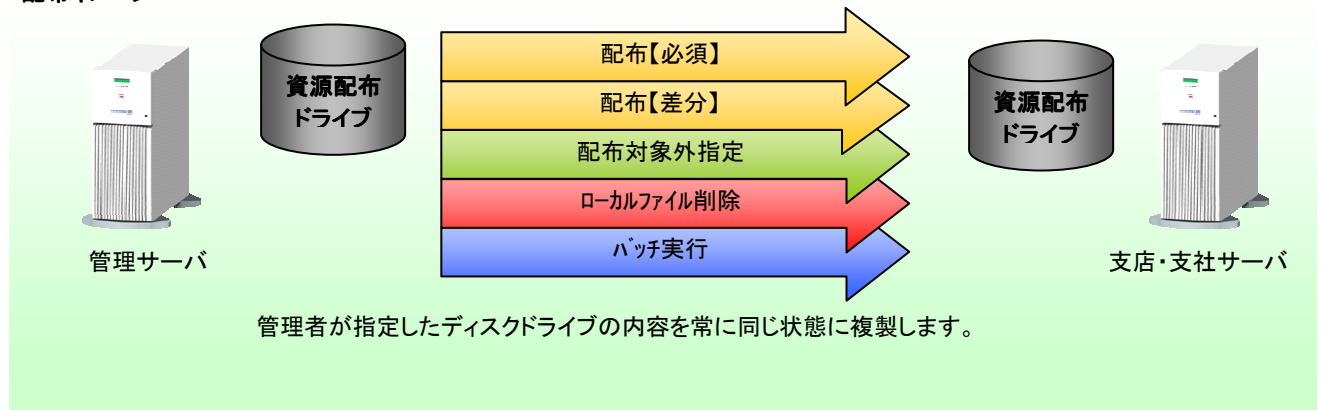 資源配布
ドライブ
配布【必須】
配布【差分】
配布対象外指定
ﾛｰｶﾙﾌｧｲﾙ削除
ﾊﾞｯﾁ実行
資源配布
ドライブ
管理サーバ
支店・支社サーバ
管理者が指定したディスクドライブの内容を常に同じ状態に複製します。